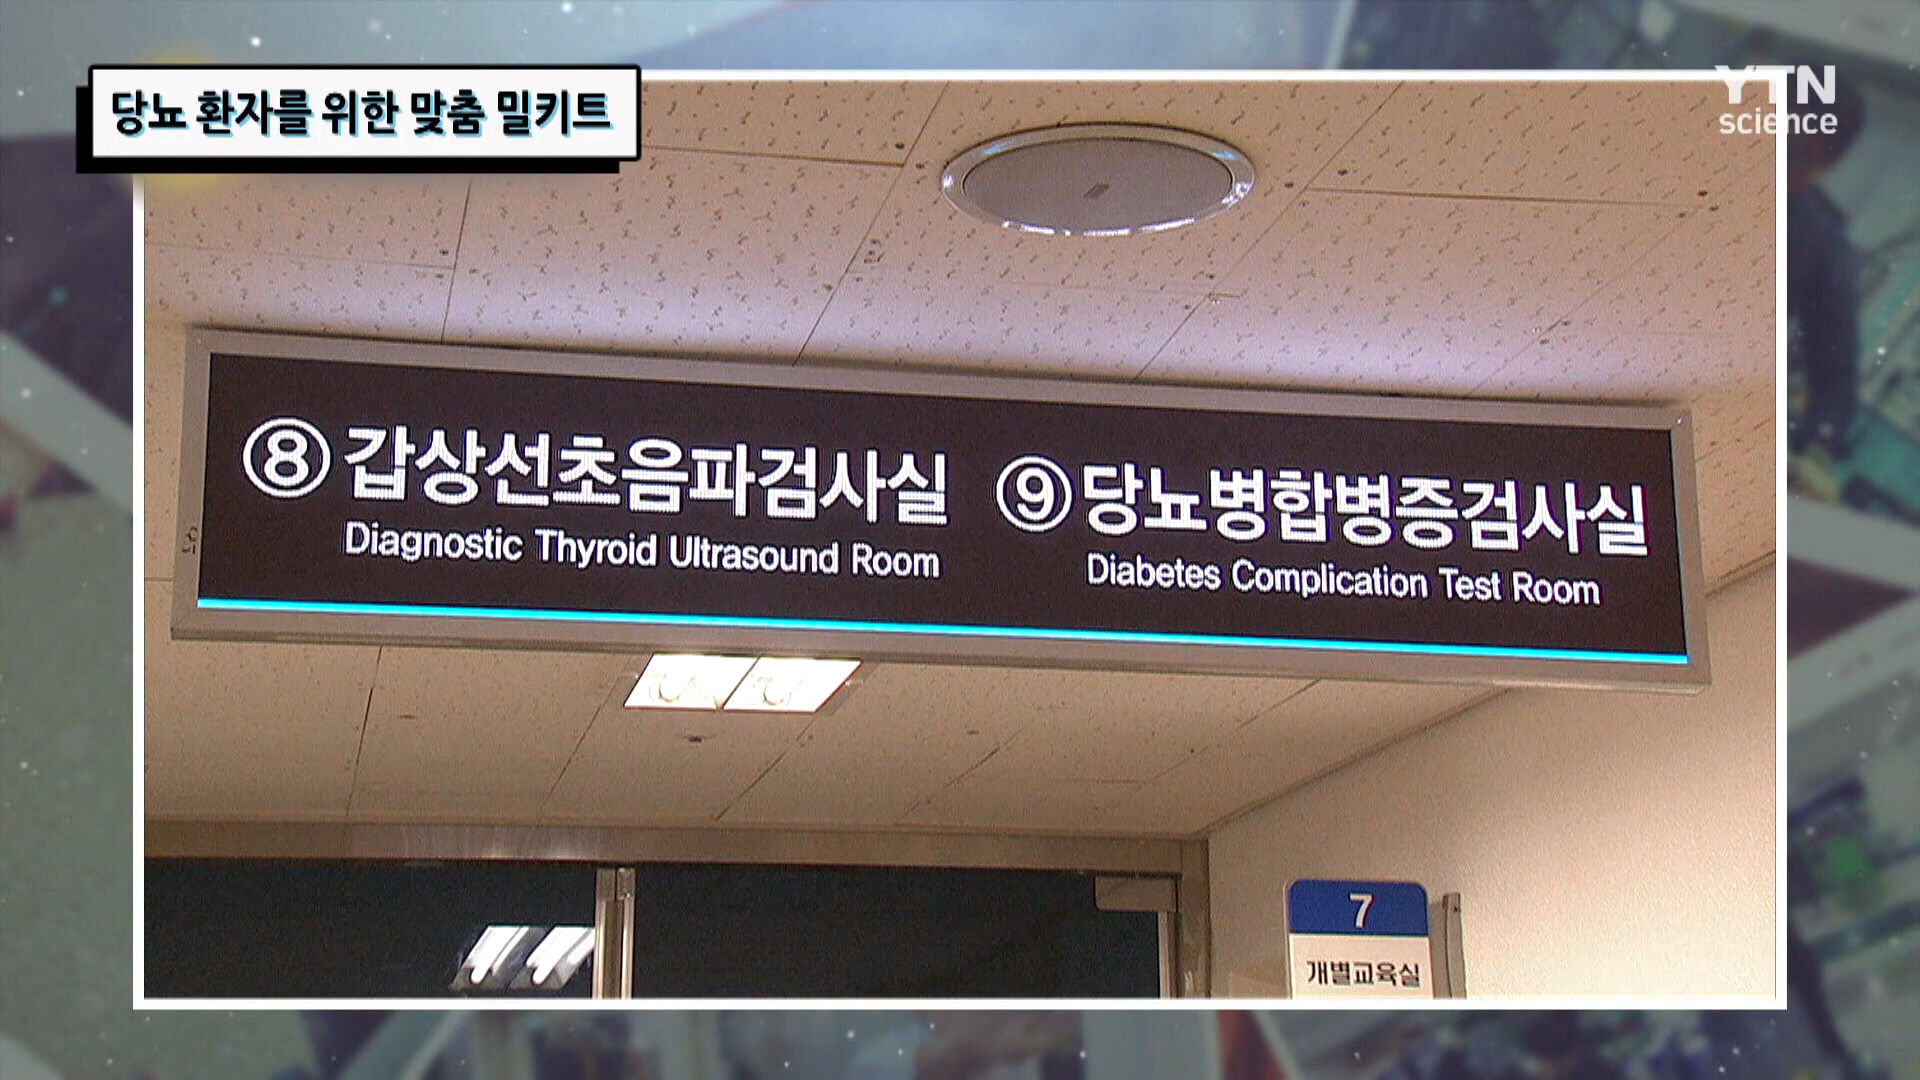 당뇨 환자를 위한 맞춤 밀키트
YTN
science
⑧ 갑상선초음파검사실
Diagnostic Thyroid Ultrasound Room
⑨ 당뇨병합병증검사실
Diabetes Complication Test Room
7
개별교육실